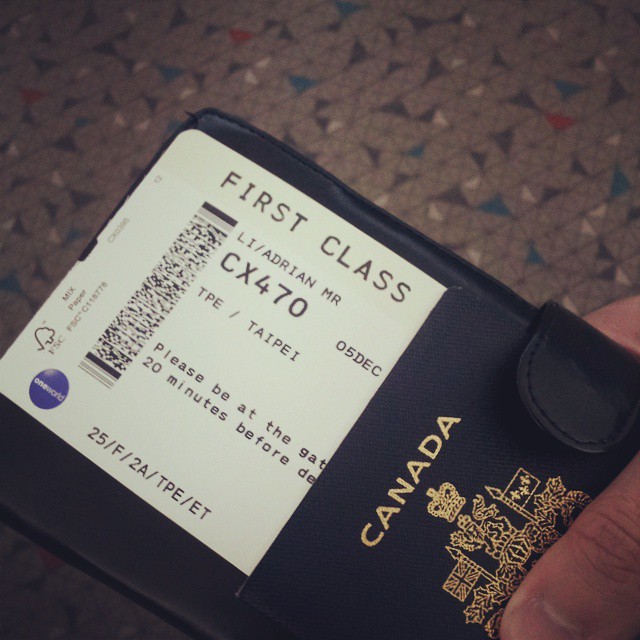 FIRST CLASS
LI/ADRIAN MR
CX470
TPE / TAIPEI 05DEC
Please be at the gat
20 minutes before de
25/F/2A/TPE/ET
MIX
Paper
FSC
oneworld
CANADA